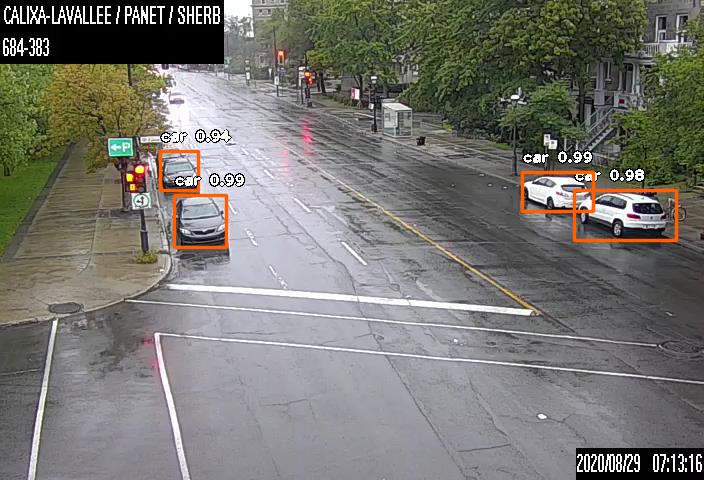 CALIXA-LAVALLEE / PANET / SHERB
684-383
car 0.94
car 0.99
car 0.99
car 0.98
P
2020/08/29 07:13:16